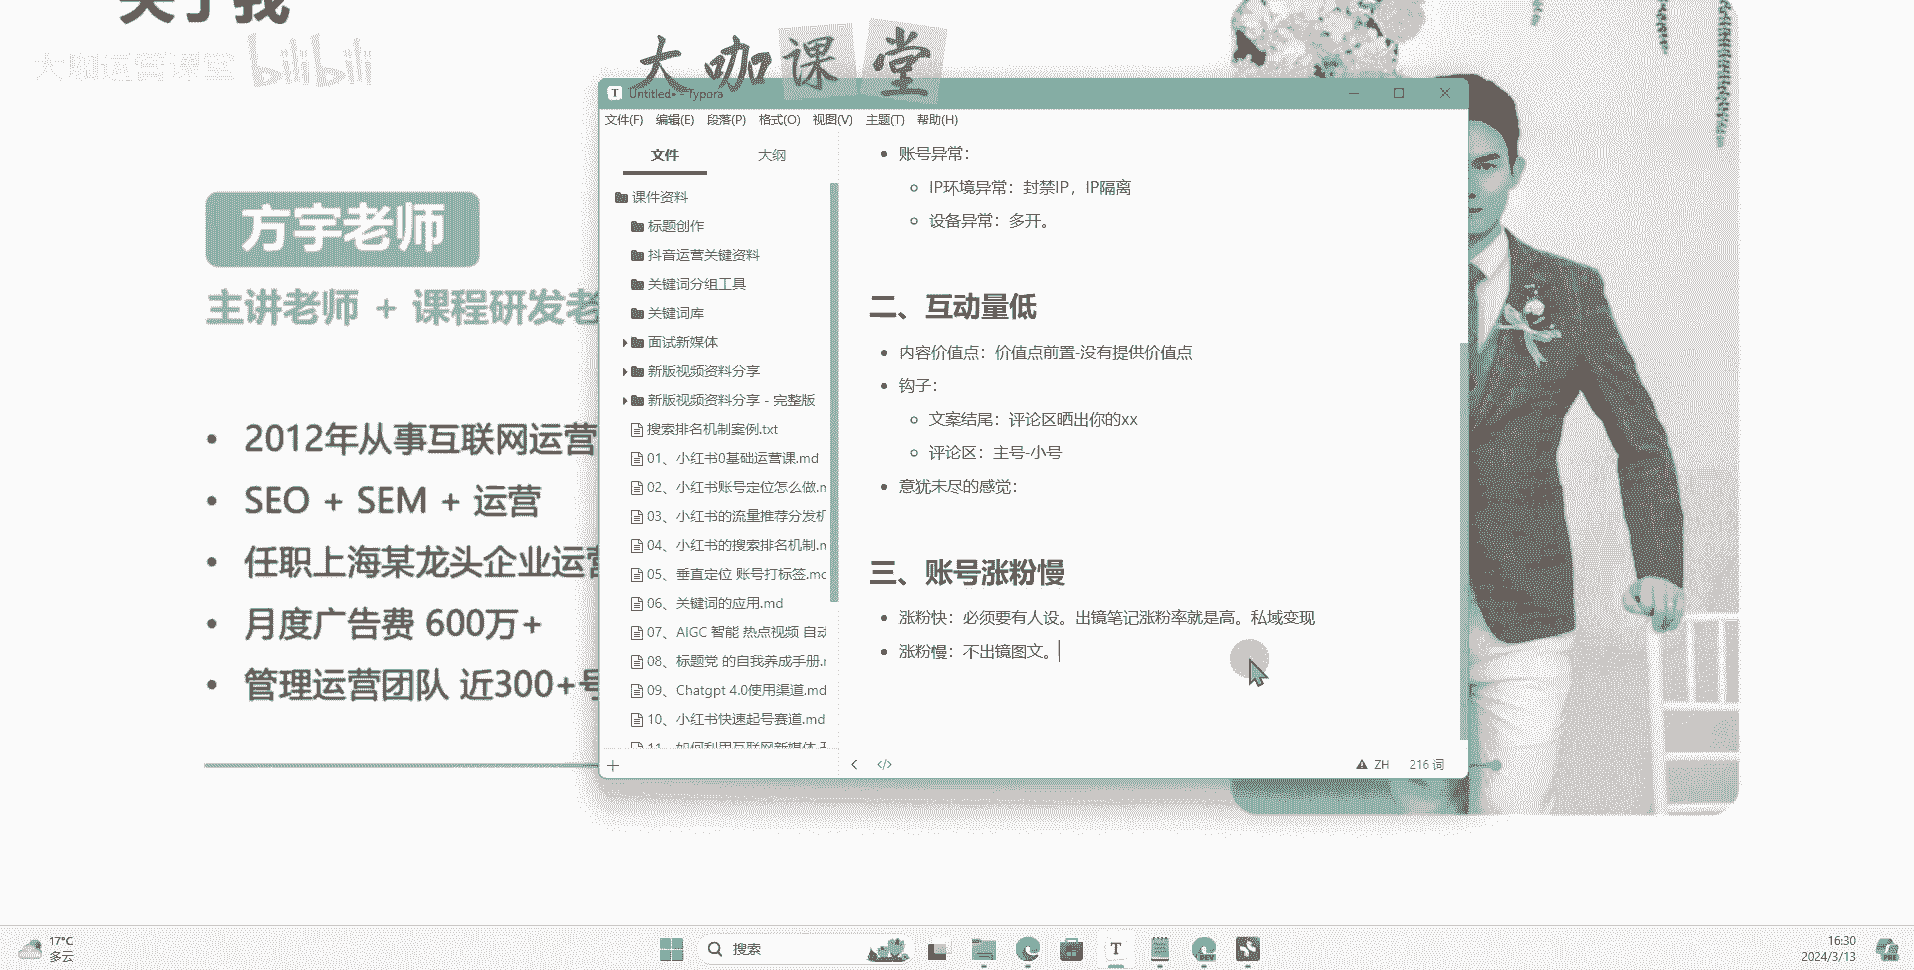 关于我
大咖运营课堂 bilibili
大咖课堂
方宇老师
主讲老师 + 课程研发老
2012年从事互联网运营
SEO + SEM + 运营
任职上海某龙头企业运营
月度广告费 600万+
管理运营团队 近300+号
Untitled• - Typora
文件(F) 编辑(E) 段落(P) 格式(O) 视图(V) 主题(T) 帮助(H)
文件 大纲
课件资料
标题创作
抖音运营关键资料
关键词分组工具
关键词库
面试新媒体
新版视频资料分享
新版视频资料分享 - 完整版
搜索排名机制案例.txt
01、小红书0基础运营课.md
02、小红书账号定位怎么做.m
03、小红书的流量推荐分发机
04、小红书的搜索排名机制.m
05、垂直定位 账号打标签.md
06、关键词的应用.md
07、AIGC 智能 热点视频 自动
08、标题党 的自我养成手册.m
09、Chatgpt 4.0使用渠道.md
10、小红书快速起号赛道.md
11、如何利用互联网新媒体
账号异常：
IP环境异常：封禁IP，IP隔离
设备异常：多开。
二、互动量低
内容价值点：价值点前置-没有提供价值点
钩子：
文案结尾：评论区晒出你的xx
评论区：主号-小号
意犹未尽的感觉：
三、账号涨粉慢
涨粉快：必须要有人设。出镜笔记涨粉率就是高。私域变现
涨粉慢：不出镜图文。
ZH 216 词
17°C
多云
搜索
16:30
2024/3/13